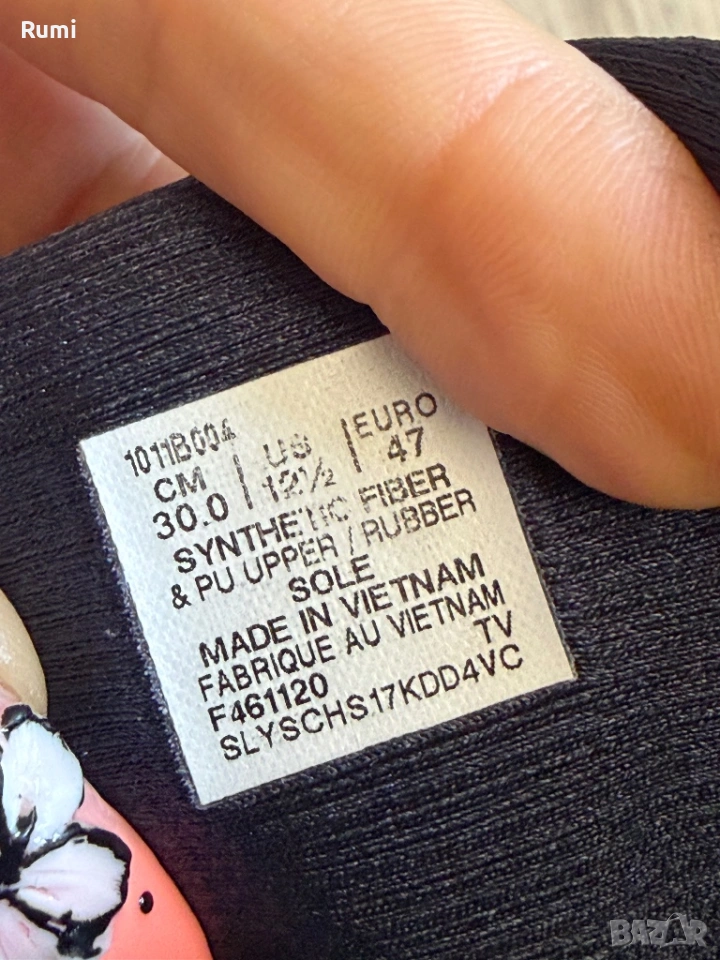 Rumi
1011B004
CM | US | EURO
30.0 | 12½ | 47
SYNTHETIC FIBER
& PU UPPER / RUBBER
SOLE
MADE IN VIETNAM
FABRIQUE AU VIETNAM
F461120 TV
SLYSCHS17KDD4VC
BAZAR